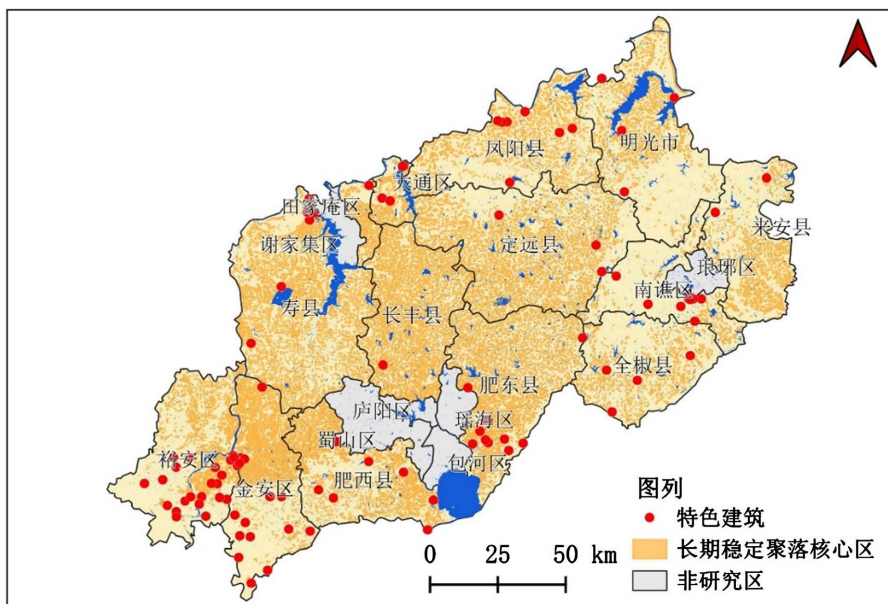 凤阳县
明光市
大通区
田家庵区
来安县
谢家集区
定远县
琅琊区
南谯区
寿县
长丰县
全椒县
肥东县
庐阳区
瑶海区
蜀山区
裕安区
包河区
肥西县
金安区
图列
特色建筑
长期稳定聚落核心区
非研究区
0 25 50 km